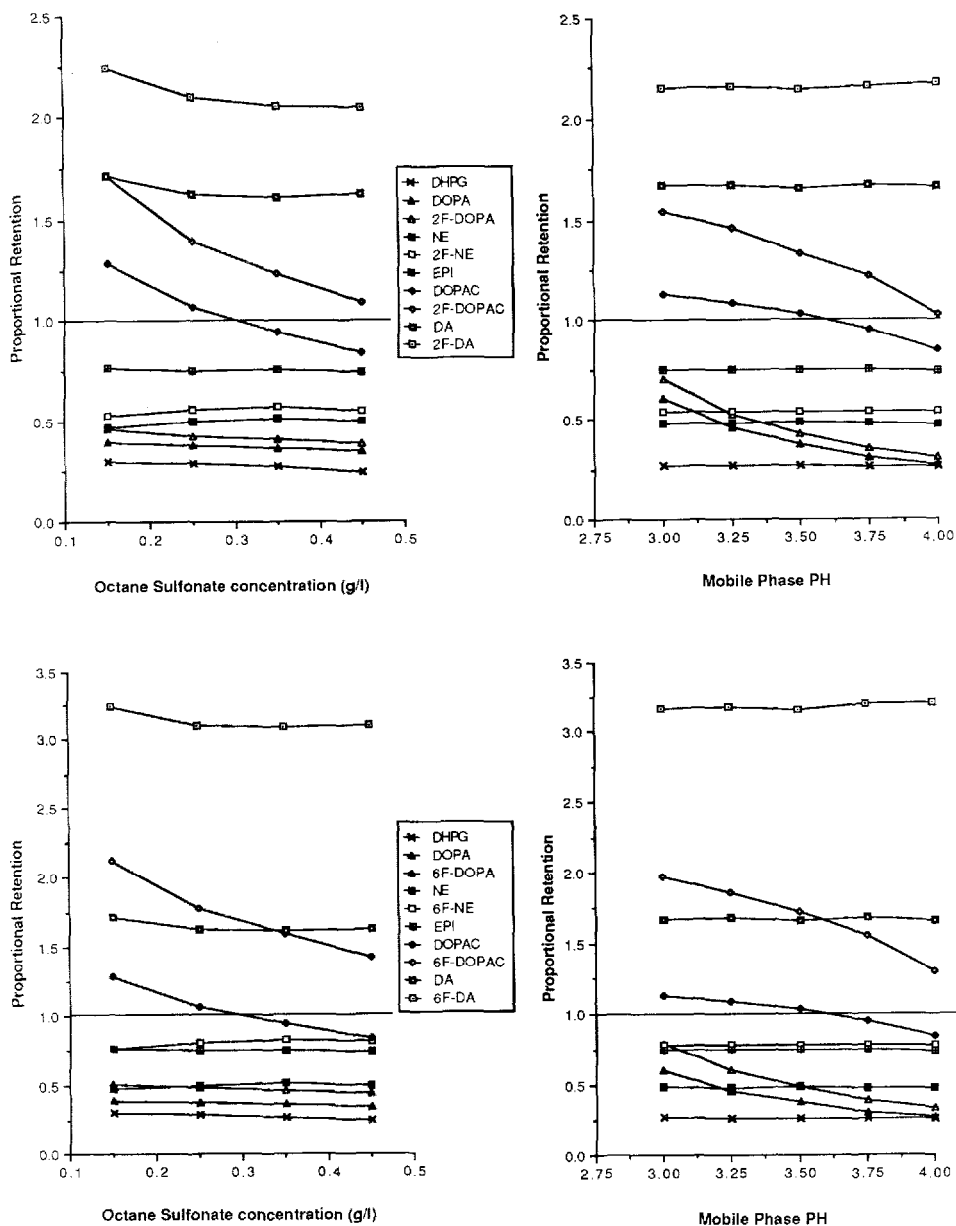 2.5
2.0
1.5
1.0
0.5
0.0
0.1
0.2
0.3
0.4
0.5
Proportional Retention
Octane Sulfonate concentration (g/l)
DHPG
DOPA
2F-DOPA
NE
2F-NE
EPI
DOPAC
2F-DOPAC
DA
2F-DA
2.5
2.0
1.5
1.0
0.5
0.0
2.75
3.00
3.25
3.50
3.75
4.00
Proportional Retention
Mobile Phase PH
3.5
3.0
2.5
2.0
1.5
1.0
0.5
0.0
0.1
0.2
0.3
0.4
0.5
Proportional Retention
Octane Sulfonate concentration (g/l)
DHPG
DOPA
6F-DOPA
NE
6F-NE
EPI
DOPAC
6F-DOPAC
DA
6F-DA
3.5
3.0
2.5
2.0
1.5
1.0
0.5
0.0
2.75
3.00
3.25
3.50
3.75
4.00
Proportional Retention
Mobile Phase PH